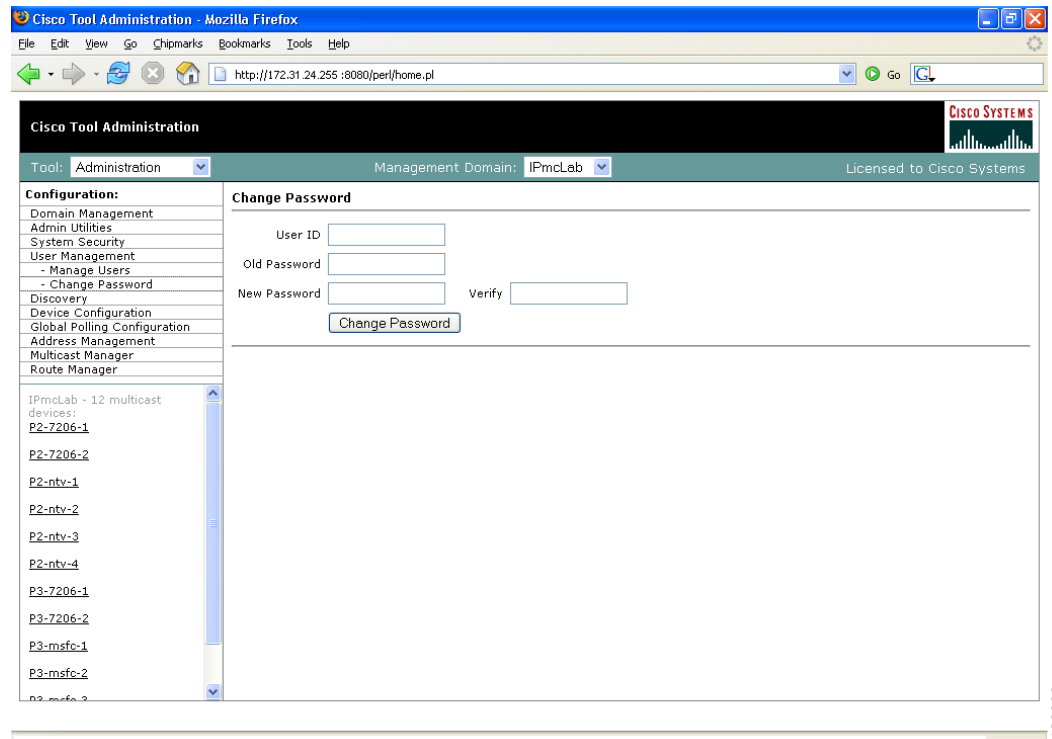 Cisco Tool Administration - Mozilla Firefox
File Edit View Go Chipmarks Bookmarks Tools Help
http://172.31.24.255 :8080/perl/home.pl Go G
Cisco Tool Administration
CISCO SYSTEMS
Tool: Administration Management Domain: IPmcLab Licensed to Cisco Systems
Configuration:
Domain Management
Admin Utilities
System Security
User Management
- Manage Users
- Change Password
Discovery
Device Configuration
Global Polling Configuration
Address Management
Multicast Manager
Route Manager
IPmcLab - 12 multicast
devices:
P2-7206-1
P2-7206-2
P2-ntv-1
P2-ntv-2
P2-ntv-3
P2-ntv-4
P3-7206-1
P3-7206-2
P3-msfc-1
P3-msfc-2
P3-msfc-3
Change Password
User ID
Old Password
New Password Verify
Change Password